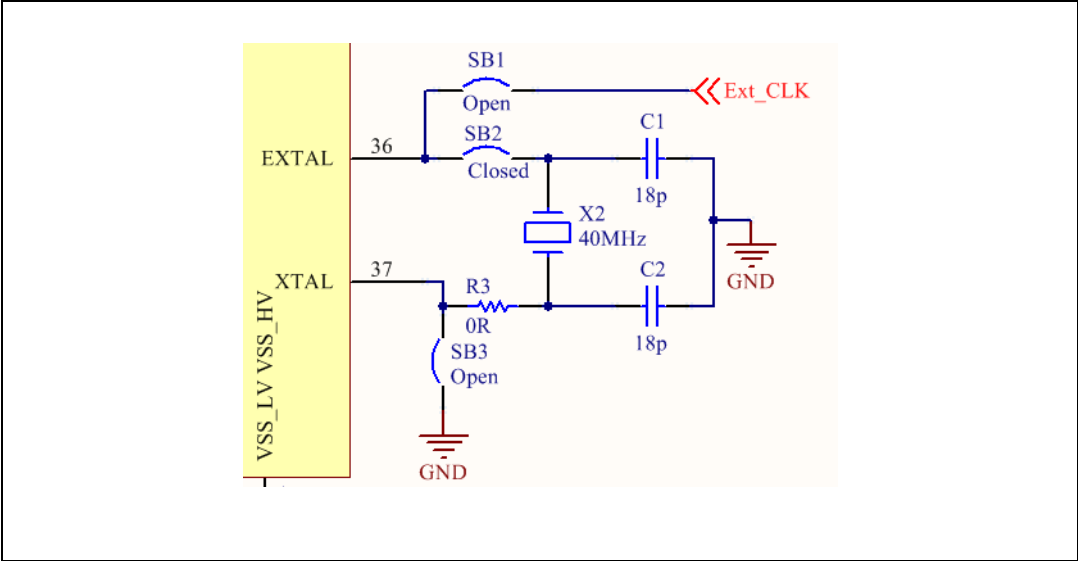 SB1
Ext_CLK
Open
C1
36
SB2
EXTAL
Closed
18p
X2
40MHz
37
C2
XTAL
R3
GND
0R
18p
SB3
Open
VSS_LV VSS_HV
GND